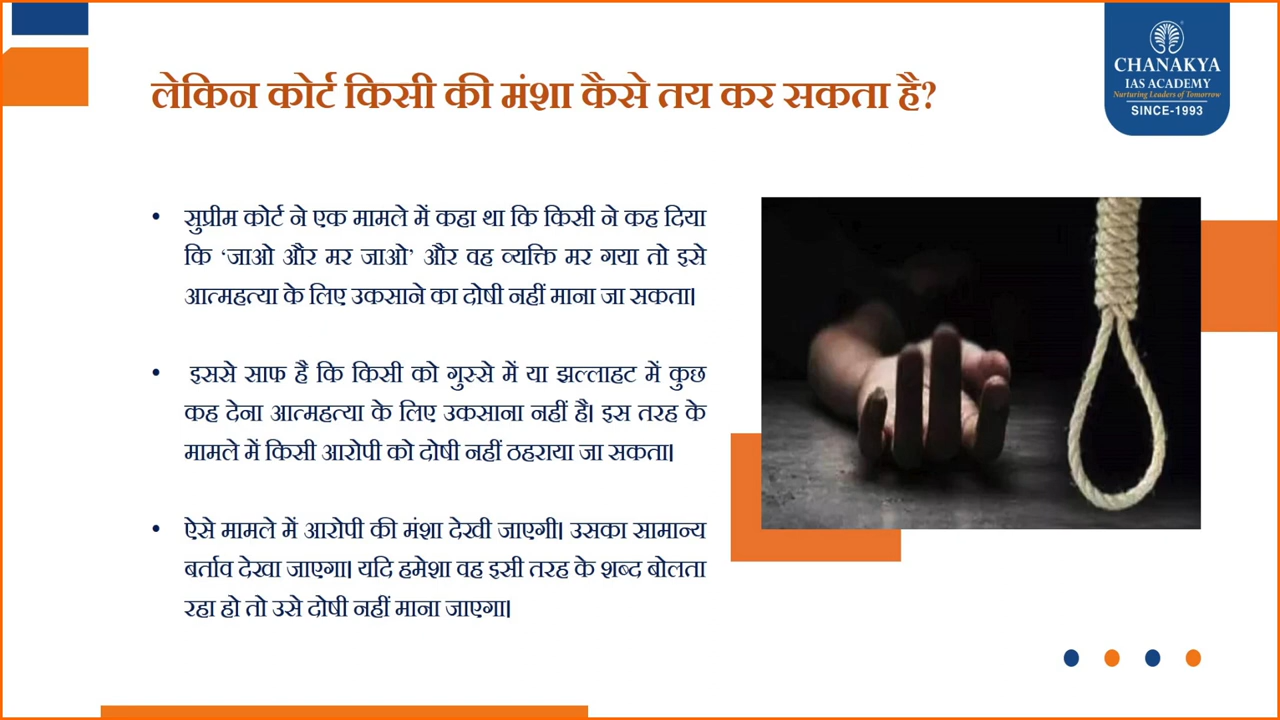 लेकिन कोर्ट किसी की मंशा कैसे तय कर सकता है?
CHANAKYA
IAS ACADEMY
Nurturing Leaders of Tomorrow
SINCE-1993
• सुप्रीम कोर्ट ने एक मामले में कहा था कि किसी ने कह दिया
कि ‘जाओ और मर जाओ’ और वह व्यक्ति मर गया तो इसे
आत्महत्या के लिए उकसाने का दोषी नहीं माना जा सकता।
• इससे साफ है कि किसी को गुस्से में या झल्लाहट में कुछ
कह देना आत्महत्या के लिए उकसाना नहीं है। इस तरह के
मामले में किसी आरोपी को दोषी नहीं ठहराया जा सकता।
• ऐसे मामले में आरोपी की मंशा देखी जाएगी। उसका सामान्य
बर्ताव देखा जाएगा। यदि हमेशा वह इसी तरह के शब्द बोलता
रहा हो तो उसे दोषी नहीं माना जाएगा।